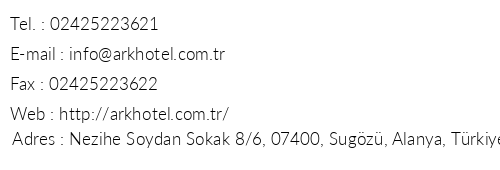 Tel. : 02425223621
E-mail : info@arkhotel.com.tr
Fax : 02425223622
Web : http://arkhotel.com.tr/
Adres : Nezihe Soydan Sokak 8/6, 07400, Sugözü, Alanya, Türkiye